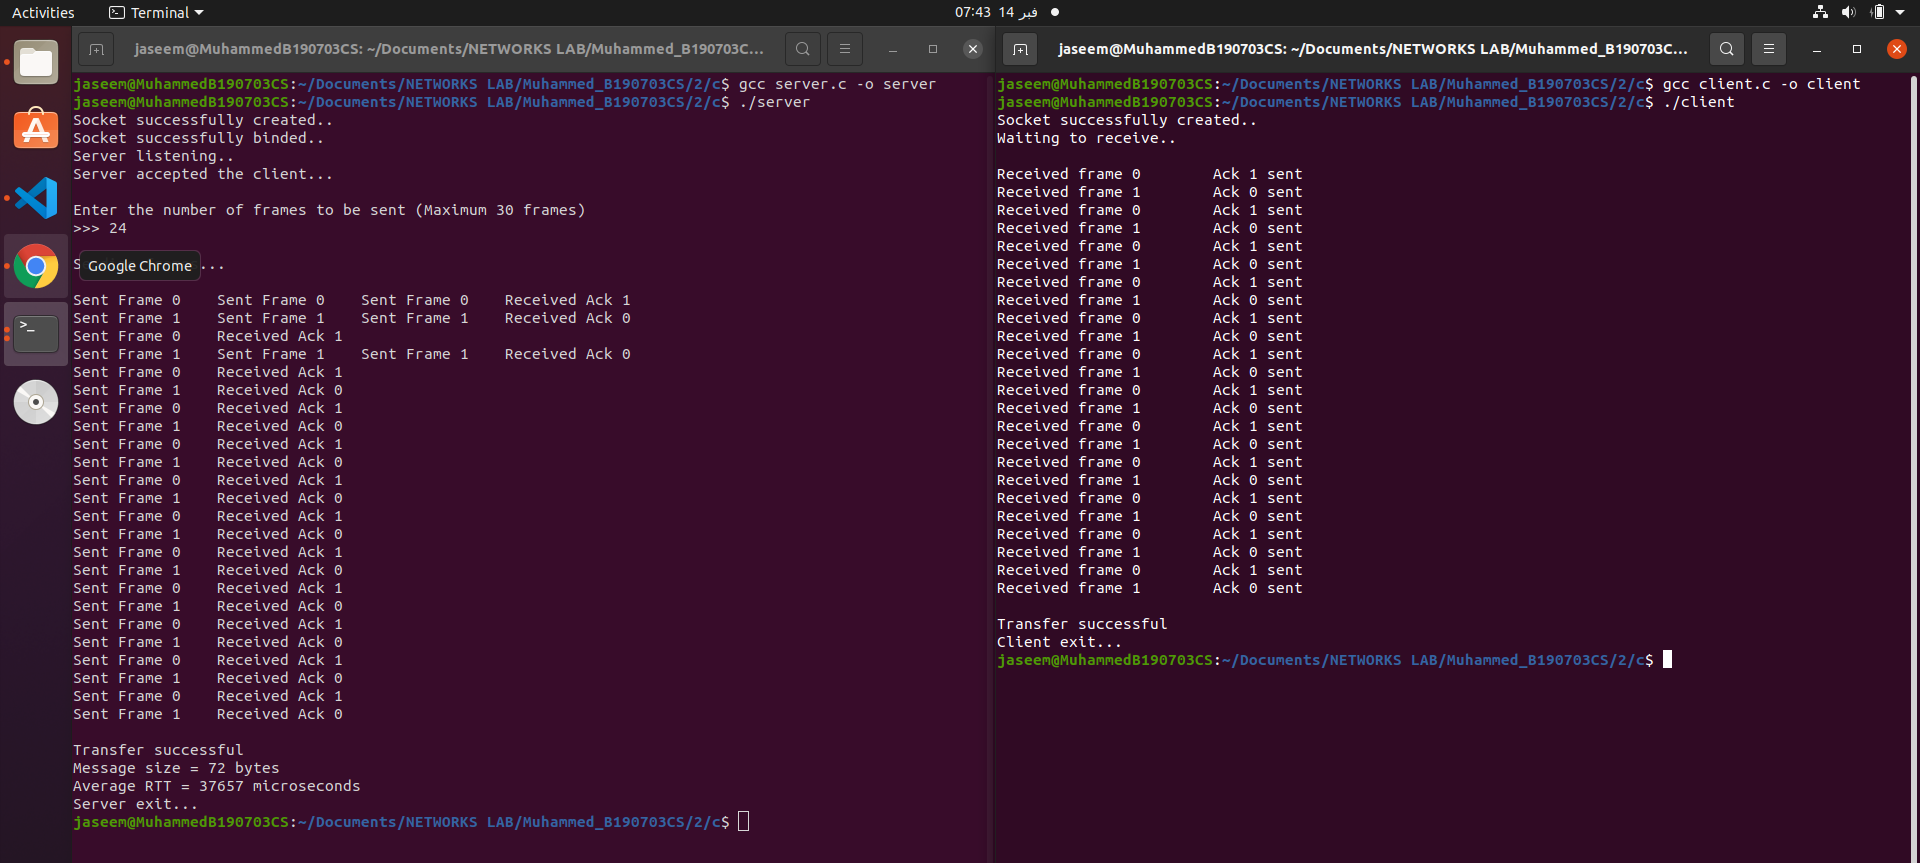 Activities Terminal 07:43 14 فبر
jaseem@MuhammedB190703CS: ~/Documents/NETWORKS LAB/Muhammed_B190703C...
jaseem@MuhammedB190703CS:~/Documents/NETWORKS LAB/Muhammed_B190703CS/2/c$ gcc server.c -o server
jaseem@MuhammedB190703CS:~/Documents/NETWORKS LAB/Muhammed_B190703CS/2/c$ ./server
Socket successfully created..
Socket successfully binded..
Server listening..
Server accepted the client...
Enter the number of frames to be sent (Maximum 30 frames)
>>> 24
S Google Chrome ...
Sent Frame 0 Sent Frame 0 Sent Frame 0 Received Ack 1
Sent Frame 1 Sent Frame 1 Sent Frame 1 Received Ack 0
Sent Frame 0 Received Ack 1
Sent Frame 1 Sent Frame 1 Sent Frame 1 Received Ack 0
Sent Frame 0 Received Ack 1
Sent Frame 1 Received Ack 0
Sent Frame 0 Received Ack 1
Sent Frame 1 Received Ack 0
Sent Frame 0 Received Ack 1
Sent Frame 1 Received Ack 0
Sent Frame 0 Received Ack 1
Sent Frame 1 Received Ack 0
Sent Frame 0 Received Ack 1
Sent Frame 1 Received Ack 0
Sent Frame 0 Received Ack 1
Sent Frame 1 Received Ack 0
Sent Frame 0 Received Ack 1
Sent Frame 1 Received Ack 0
Sent Frame 0 Received Ack 1
Sent Frame 1 Received Ack 0
Sent Frame 0 Received Ack 1
Sent Frame 1 Received Ack 0
Sent Frame 0 Received Ack 1
Sent Frame 1 Received Ack 0
Transfer successful
Message size = 72 bytes
Average RTT = 37657 microseconds
Server exit...
jaseem@MuhammedB190703CS:~/Documents/NETWORKS LAB/Muhammed_B190703CS/2/c$
jaseem@MuhammedB190703CS: ~/Documents/NETWORKS LAB/Muhammed_B190703C...
jaseem@MuhammedB190703CS:~/Documents/NETWORKS LAB/Muhammed_B190703CS/2/c$ gcc client.c -o client
jaseem@MuhammedB190703CS:~/Documents/NETWORKS LAB/Muhammed_B190703CS/2/c$ ./client
Socket successfully created..
Waiting to receive..
Received frame 0 Ack 1 sent
Received frame 1 Ack 0 sent
Received frame 0 Ack 1 sent
Received frame 1 Ack 0 sent
Received frame 0 Ack 1 sent
Received frame 1 Ack 0 sent
Received frame 0 Ack 1 sent
Received frame 1 Ack 0 sent
Received frame 0 Ack 1 sent
Received frame 1 Ack 0 sent
Received frame 0 Ack 1 sent
Received frame 1 Ack 0 sent
Received frame 0 Ack 1 sent
Received frame 1 Ack 0 sent
Received frame 0 Ack 1 sent
Received frame 1 Ack 0 sent
Received frame 0 Ack 1 sent
Received frame 1 Ack 0 sent
Received frame 0 Ack 1 sent
Received frame 1 Ack 0 sent
Received frame 0 Ack 1 sent
Received frame 1 Ack 0 sent
Received frame 0 Ack 1 sent
Received frame 1 Ack 0 sent
Transfer successful
Client exit...
jaseem@MuhammedB190703CS:~/Documents/NETWORKS LAB/Muhammed_B190703CS/2/c$